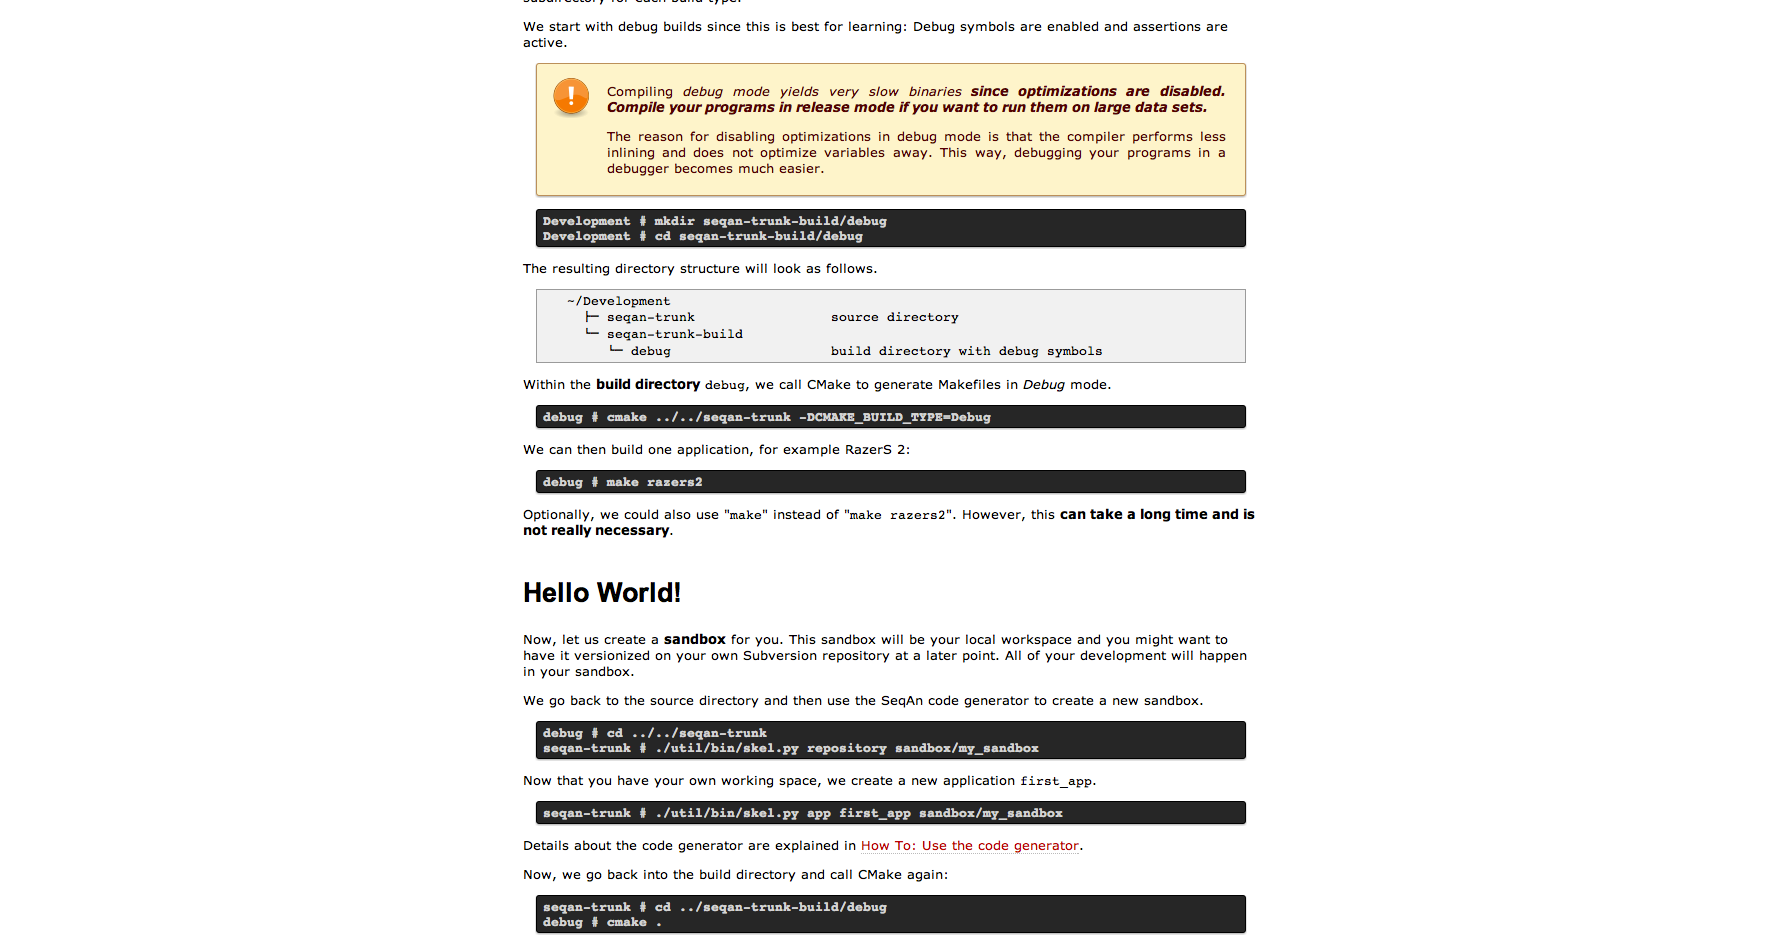 subdirectory for each build type.
We start with debug builds since this is best for learning: Debug symbols are enabled and assertions are
active.
Compiling debug mode yields very slow binaries since optimizations are disabled.
Compile your programs in release mode if you want to run them on large data sets.
The reason for disabling optimizations in debug mode is that the compiler performs less
inlining and does not optimize variables away. This way, debugging your programs in a
debugger becomes much easier.
Development # mkdir seqan-trunk-build/debug
Development # cd seqan-trunk-build/debug
The resulting directory structure will look as follows.
~/Development
├─ seqan-trunk source directory
└─ seqan-trunk-build
└─ debug build directory with debug symbols
Within the build directory debug, we call CMake to generate Makefiles in Debug mode.
debug # cmake ../../seqan-trunk -DCMAKE_BUILD_TYPE=Debug
We can then build one application, for example RazerS 2:
debug # make razers2
Optionally, we could also use "make" instead of "make razers2". However, this can take a long time and is
not really necessary.
Hello World!
Now, let us create a sandbox for you. This sandbox will be your local workspace and you might want to
have it versionized on your own Subversion repository at a later point. All of your development will happen
in your sandbox.
We go back to the source directory and then use the SeqAn code generator to create a new sandbox.
debug # cd ../../seqan-trunk
seqan-trunk # ./util/bin/skel.py repository sandbox/my_sandbox
Now that you have your own working space, we create a new application first_app.
seqan-trunk # ./util/bin/skel.py app first_app sandbox/my_sandbox
Details about the code generator are explained in How To: Use the code generator.
Now, we go back into the build directory and call CMake again:
seqan-trunk # cd ../seqan-trunk-build/debug
debug # cmake .